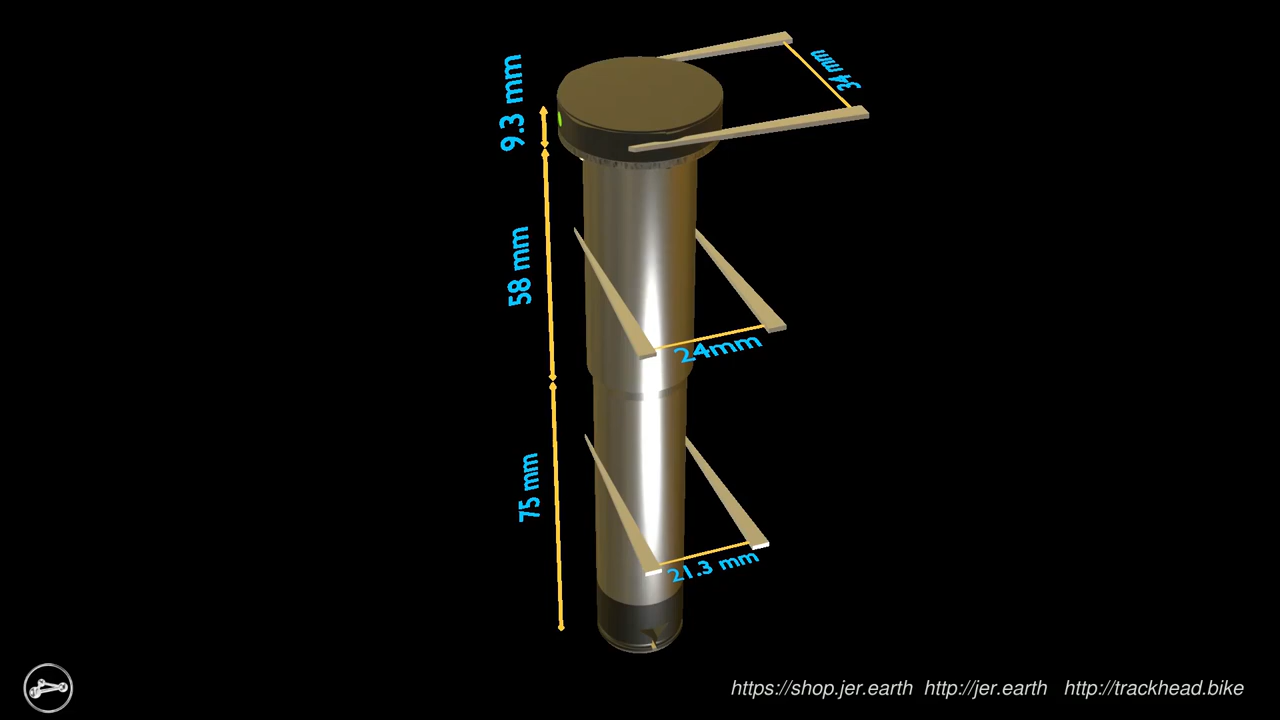 34 mm
9.3 mm
58 mm
24mm
75 mm
21.3 mm
https://shop.jer.earth http://jer.earth http://trackhead.bike